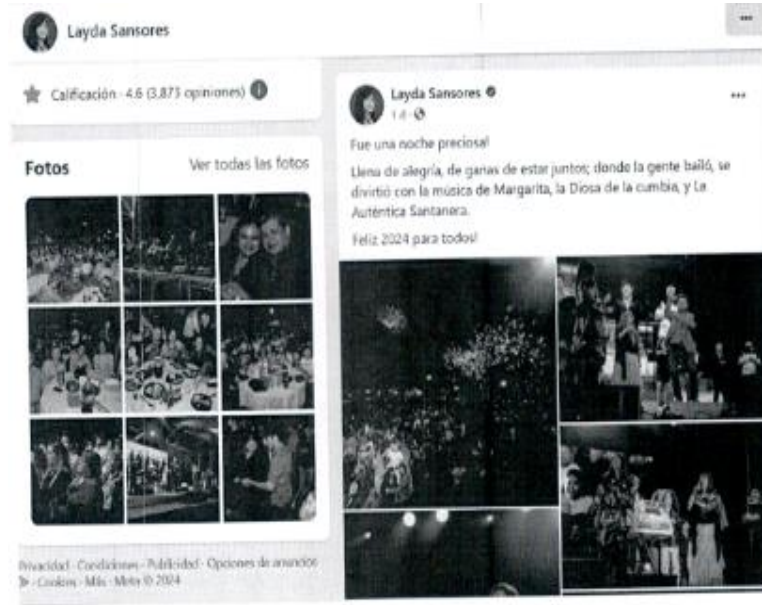 Layda Sansores
Calificación · 4.6 (3,873 opiniones)
Fotos
Ver todas las fotos
Layda Sansores
1 d
Fue una noche preciosa!
Llena de alegría, de ganas de estar juntos; donde la gente bailó, se
divirtió con la música de Margarita, la Diosa de la cumbia, y La
Auténtica Santanera.
Feliz 2024 para todos!
Privacidad · Condiciones · Publicidad · Opciones de anuncios
· Cookies · Más · Meta © 2024